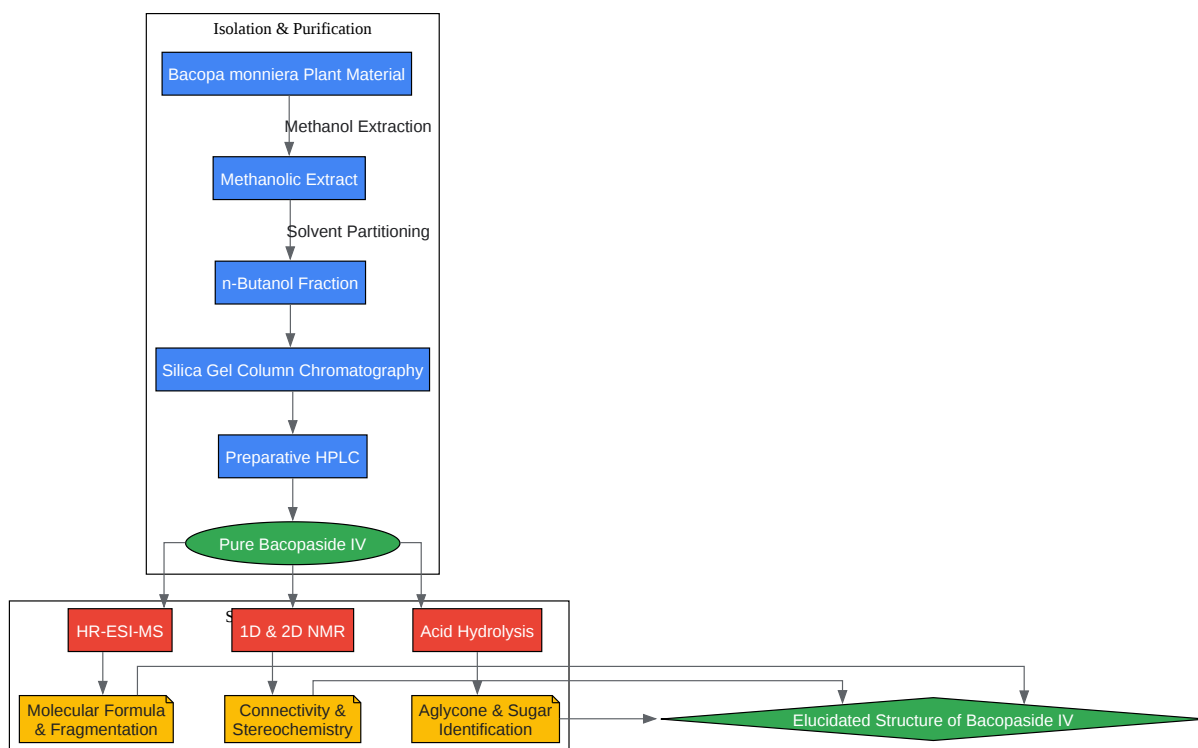 Isolation & Purification
Bacopa monniera Plant Material
Methanol Extraction
Methanolic Extract
Solvent Partitioning
n-Butanol Fraction
Silica Gel Column Chromatography
Preparative HPLC
Pure Bacopaside IV
HR-ESI-MS
1D & 2D NMR
Acid Hydrolysis
Molecular Formula
& Fragmentation
Connectivity &
Stereochemistry
Aglycone & Sugar
Identification
Elucidated Structure of Bacopaside IV